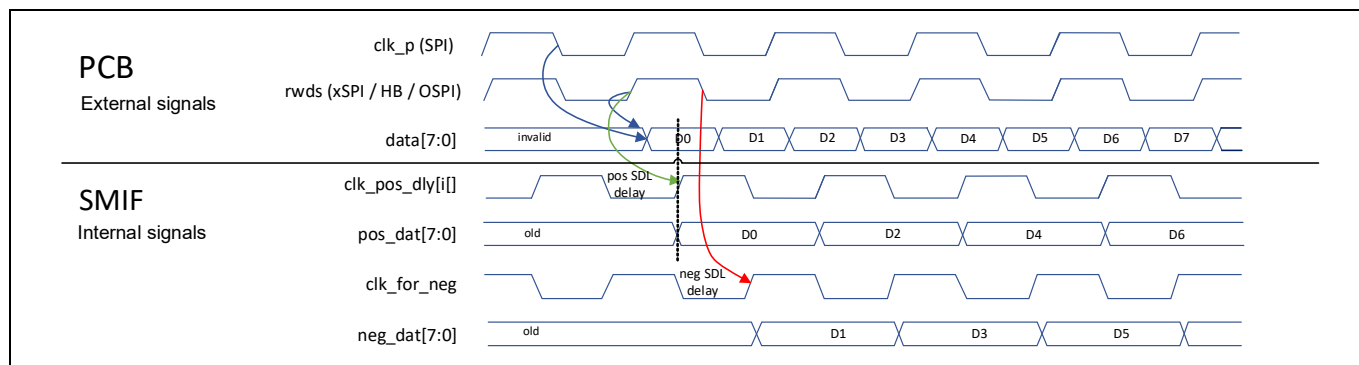 clk_p (SPI)
PCB
External signals
rwds (xSPI / HB / OSPI)
data[7:0] invalid D0 D1 D2 D3 D4 D5 D6 D7
SMIF
Internal signals
clk_pos_dly[i[] pos SDL
delay
pos_dat[7:0] old D0 D2 D4 D6
clk_for_neg neg SDL
delay
neg_dat[7:0] old D1 D3 D5